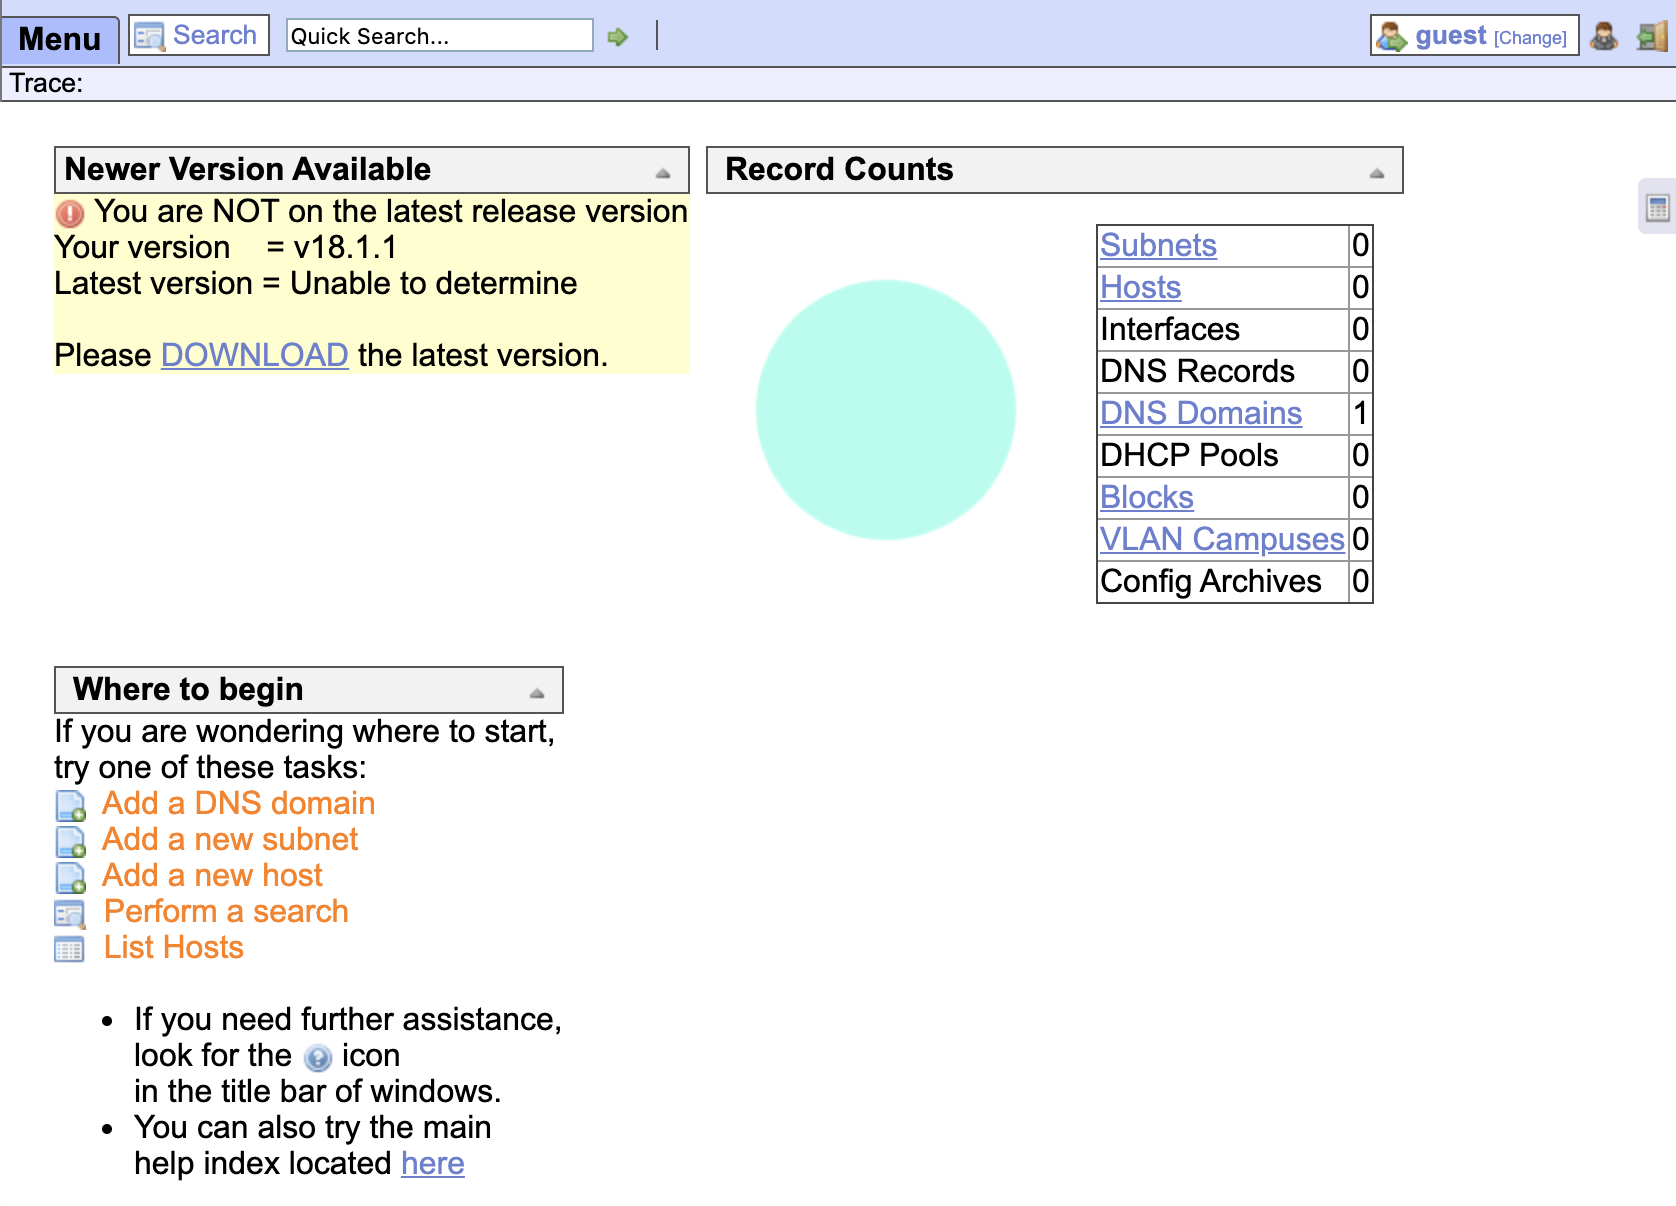 Menu
Search
Quick Search...
guest [Change]
Trace:
Newer Version Available
You are NOT on the latest release version
Your version = v18.1.1
Latest version = Unable to determine
Please DOWNLOAD the latest version.
Record Counts
Subnets 0
Hosts 0
Interfaces 0
DNS Records 0
DNS Domains 1
DHCP Pools 0
Blocks 0
VLAN Campuses 0
Config Archives 0
Where to begin
If you are wondering where to start,
try one of these tasks:
Add a DNS domain
Add a new subnet
Add a new host
Perform a search
List Hosts
• If you need further assistance,
look for the ? icon
in the title bar of windows.
• You can also try the main
help index located here